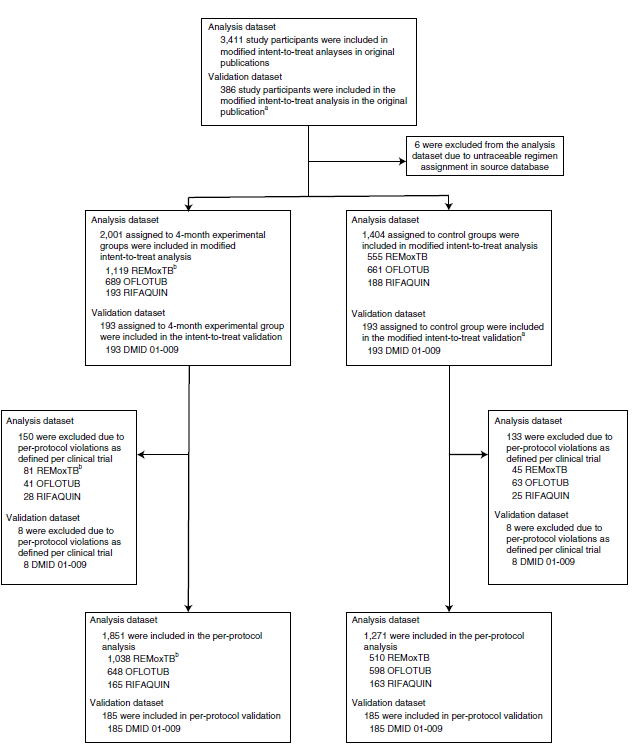 Analysis dataset
3,411 study participants were included in
modified intent-to-treat anlayses in original
publications
Validation dataset
386 study participants were included in the
modified intent-to-treat analysis in the original
publicationa
6 were excluded from the analysis
dataset due to untraceable regimen
assignment in source database
Analysis dataset
2,001 assigned to 4-month experimental
groups were included in modified
intent-to-treat analysis
1,119 REMoxTBb
689 OFLOTUB
193 RIFAQUIN
Validation dataset
193 assigned to 4-month experimental group
were included in the intent-to-treat validation
193 DMID 01-009
Analysis dataset
1,404 assigned to control groups were
included in modified intent-to-treat analysis
555 REMoxTB
661 OFLOTUB
188 RIFAQUIN
Validation dataset
193 assigned to control group were included
in the modified intent-to-treat validationa
193 DMID 01-009
Analysis dataset
150 were excluded due to
per-protocol violations as
defined per clinical trial
81 REMoxTBb
41 OFLOTUB
28 RIFAQUIN
Validation dataset
8 were excluded due to
per-protocol violations as
defined per clinical trial
8 DMID 01-009
Analysis dataset
133 were excluded due to
per-protocol violations as
defined per clinical trial
45 REMoxTB
63 OFLOTUB
25 RIFAQUIN
Validation dataset
8 were excluded due to
per-protocol violations as
defined per clinical trial
8 DMID 01-009
Analysis dataset
1,851 were included in the per-protocol
analysis
1,038 REMoxTBb
648 OFLOTUB
165 RIFAQUIN
Validation dataset
185 were included in per-protocol validation
185 DMID 01-009
Analysis dataset
1,271 were included in the per-protocol
analysis
510 REMoxTB
598 OFLOTUB
163 RIFAQUIN
Validation dataset
185 were included in per-protocol validation
185 DMID 01-009